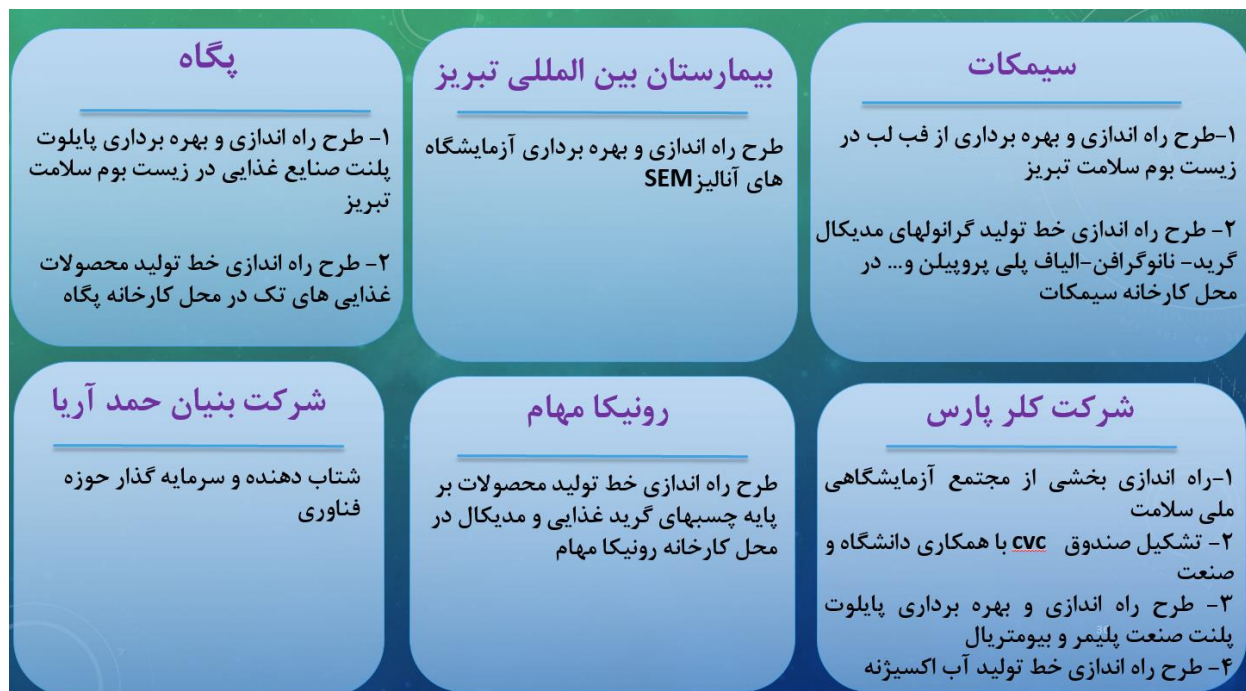 سیمکات
۱-طرح راه اندازی و بهره برداری از فب لب در
زیست بوم سلامت تبریز
۲- طرح راه اندازی خط تولید گرانولهای مدیکال
گرید- نانوگرافن-الیاف پلی پروپیلن و... در
محل کارخانه سیمکات
بیمارستان بین المللی تبریز
طرح راه اندازی و بهره برداری آزمایشگاه
های آنالیزSEM
پگاه
۱- طرح راه اندازی و بهره برداری پایلوت
پلنت صنایع غذایی در زیست بوم سلامت
تبریز
۲- طرح راه اندازی خط تولید محصولات
غذایی های تک در محل کارخانه پگاه
شرکت کلر پارس
۱-راه اندازی بخشی از مجتمع آزمایشگاهی
ملی سلامت
۲- تشکیل صندوق cvc با همکاری دانشگاه و
صنعت
۳- طرح راه اندازی و بهره برداری پایلوت
پلنت صنعت پلیمر و بیومتریال
۴- طرح راه اندازی خط تولید آب اکسیژنه
رونیکا مهام
طرح راه اندازی خط تولید محصولات بر
پایه چسبهای گرید غذایی و مدیکال در
محل کارخانه رونیکا مهام
شرکت بنیان حمد آریا
شتاب دهنده و سرمایه گذار حوزه
فناوری